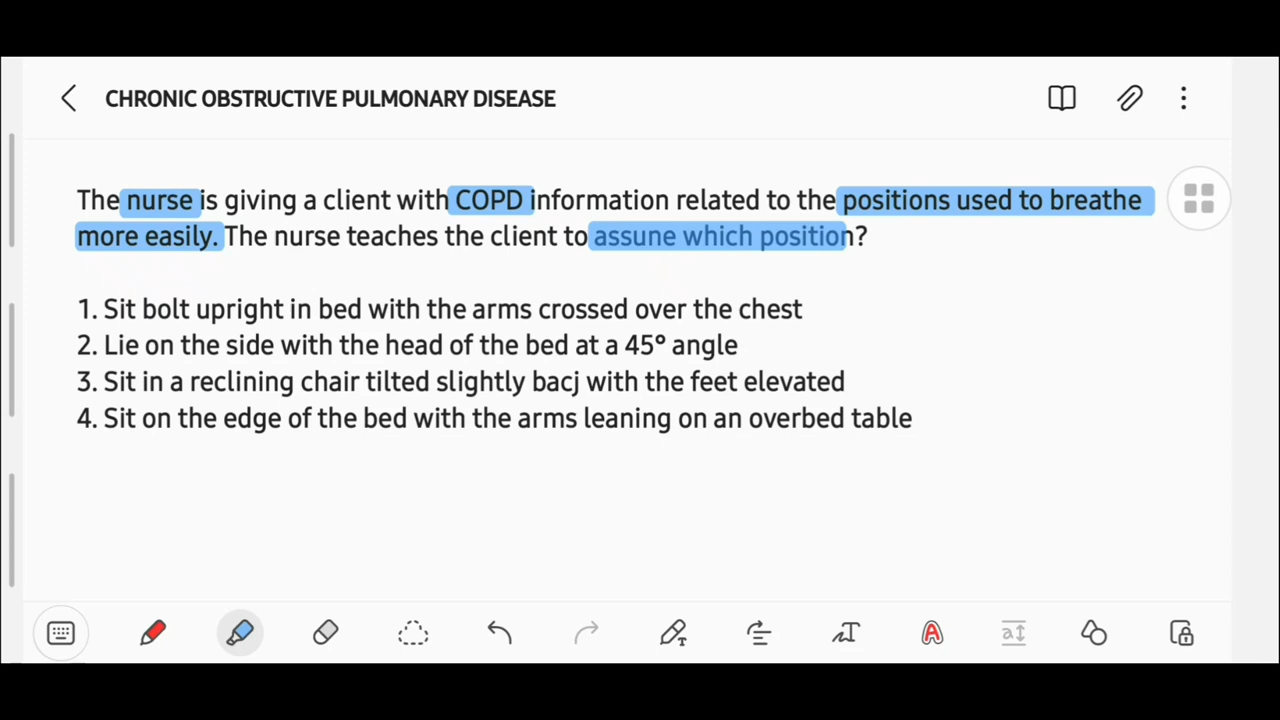 CHRONIC OBSTRUCTIVE PULMONARY DISEASE
The nurse is giving a client with COPD information related to the positions used to breathe
more easily. The nurse teaches the client to assune which position?
1. Sit bolt upright in bed with the arms crossed over the chest
2. Lie on the side with the head of the bed at a 45° angle
3. Sit in a reclining chair tilted slightly bacj with the feet elevated
4. Sit on the edge of the bed with the arms leaning on an overbed table